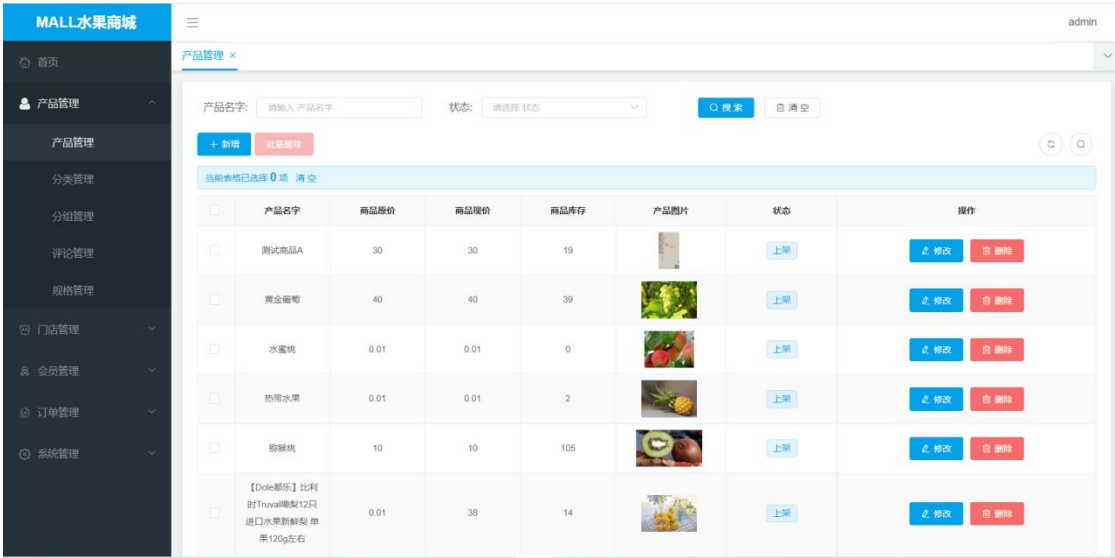 MALL水果商城
admin
首页
产品管理
产品管理
分类管理
分组管理
评论管理
规格管理
门店管理
会员管理
订单管理
系统管理
产品管理 ×
产品名字: 请输入 产品名字 状态: 请选择 状态 搜 索 清 空
+ 新增 批量删除
当前表格已选择 0 项 清 空
产品名字 商品原价 商品现价 商品库存 产品图片 状态 操作
测试商品A 30 30 19 上架 修改 删除
黄金葡萄 40 40 39 上架 修改 删除
水蜜桃 0.01 0.01 0 上架 修改 删除
热带水果 0.01 0.01 2 上架 修改 删除
猕猴桃 10 10 105 上架 修改 删除
【Dole都乐】比利
时Truval啤梨12只
进口水果新鲜梨 单
果120g左右
0.01 38 14 上架 修改 删除